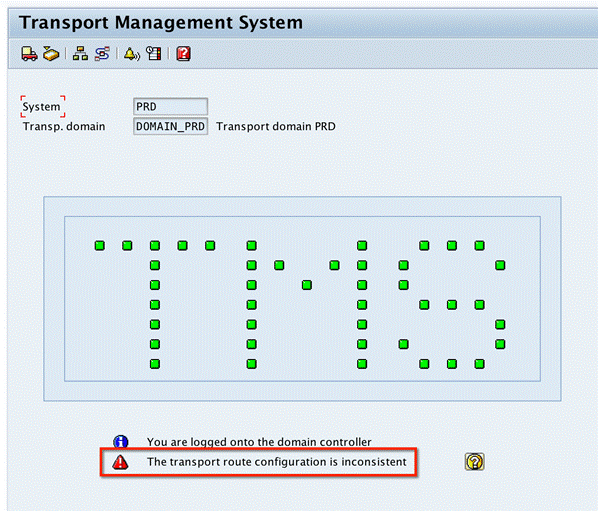 Transport Management System
System PRD
Transp. domain DOMAIN_PRD Transport domain PRD
TMS
You are logged onto the domain controller
The transport route configuration is inconsistent